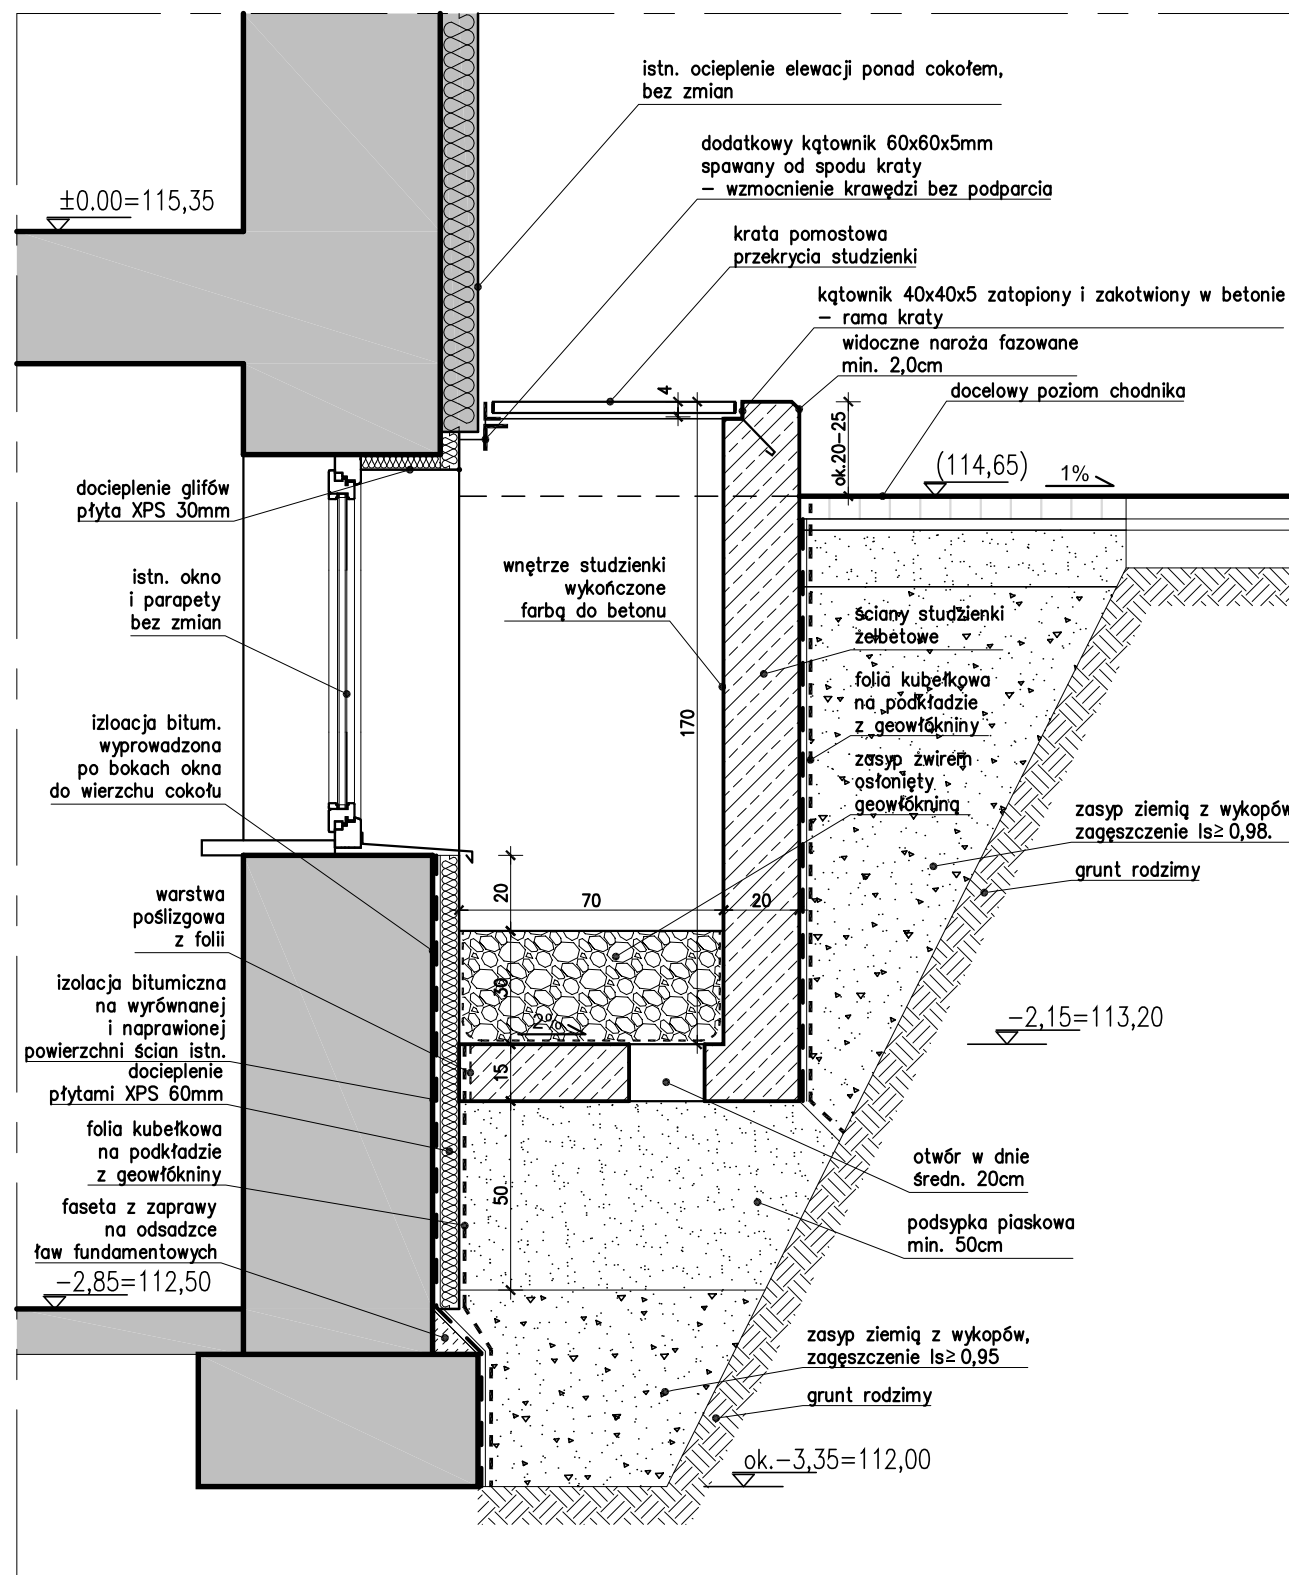 istn. ocieplenie elewacji ponad cokołem,
bez zmian
dodatkowy kątownik 60x60x5mm
spawany od spodu kraty
– wzmocnienie krawędzi bez podparcia
±0.00=115,35
krata pomostowa
przekrycia studzienki
kątownik 40x40x5 zatopiony i zakotwiony w betonie
– rama kraty
widoczne naroża fazowane
min. 2,0cm
docelowy poziom chodnika
4
ok.20-25
(114,65)
1%
docieplenie glifów
płyta XPS 30mm
wnętrze studzienki
wykończone
farbą do betonu
istn. okno
i parapety
bez zmian
ściany studzienki
żelbetowe
folia kubełkowa
na podkładzie
z geowłókniny
170
izloacja bitum.
wyprowadzona
po bokach okna
do wierzchu cokołu
zasyp żwirem
osłonięty
geowłókniną
zasyp ziemią z wykopów
zagęszczenie Is≥0,98.
grunt rodzimy
20
70
20
warstwa
poślizgowa
z folii
30
2%
izolacja bitumiczna
na wyrównanej
i naprawionej
powierzchni ścian istn.
-2,15=113,20
15
docieplenie
płytami XPS 60mm
folia kubełkowa
na podkładzie
z geowłókniny
otwór w dnie
średn. 20cm
50
faseta z zaprawy
na odsadzce
ław fundamentowych
podsypka piaskowa
min. 50cm
-2,85=112,50
zasyp ziemią z wykopów,
zagęszczenie Is≥0,95
grunt rodzimy
ok.-3,35=112,00